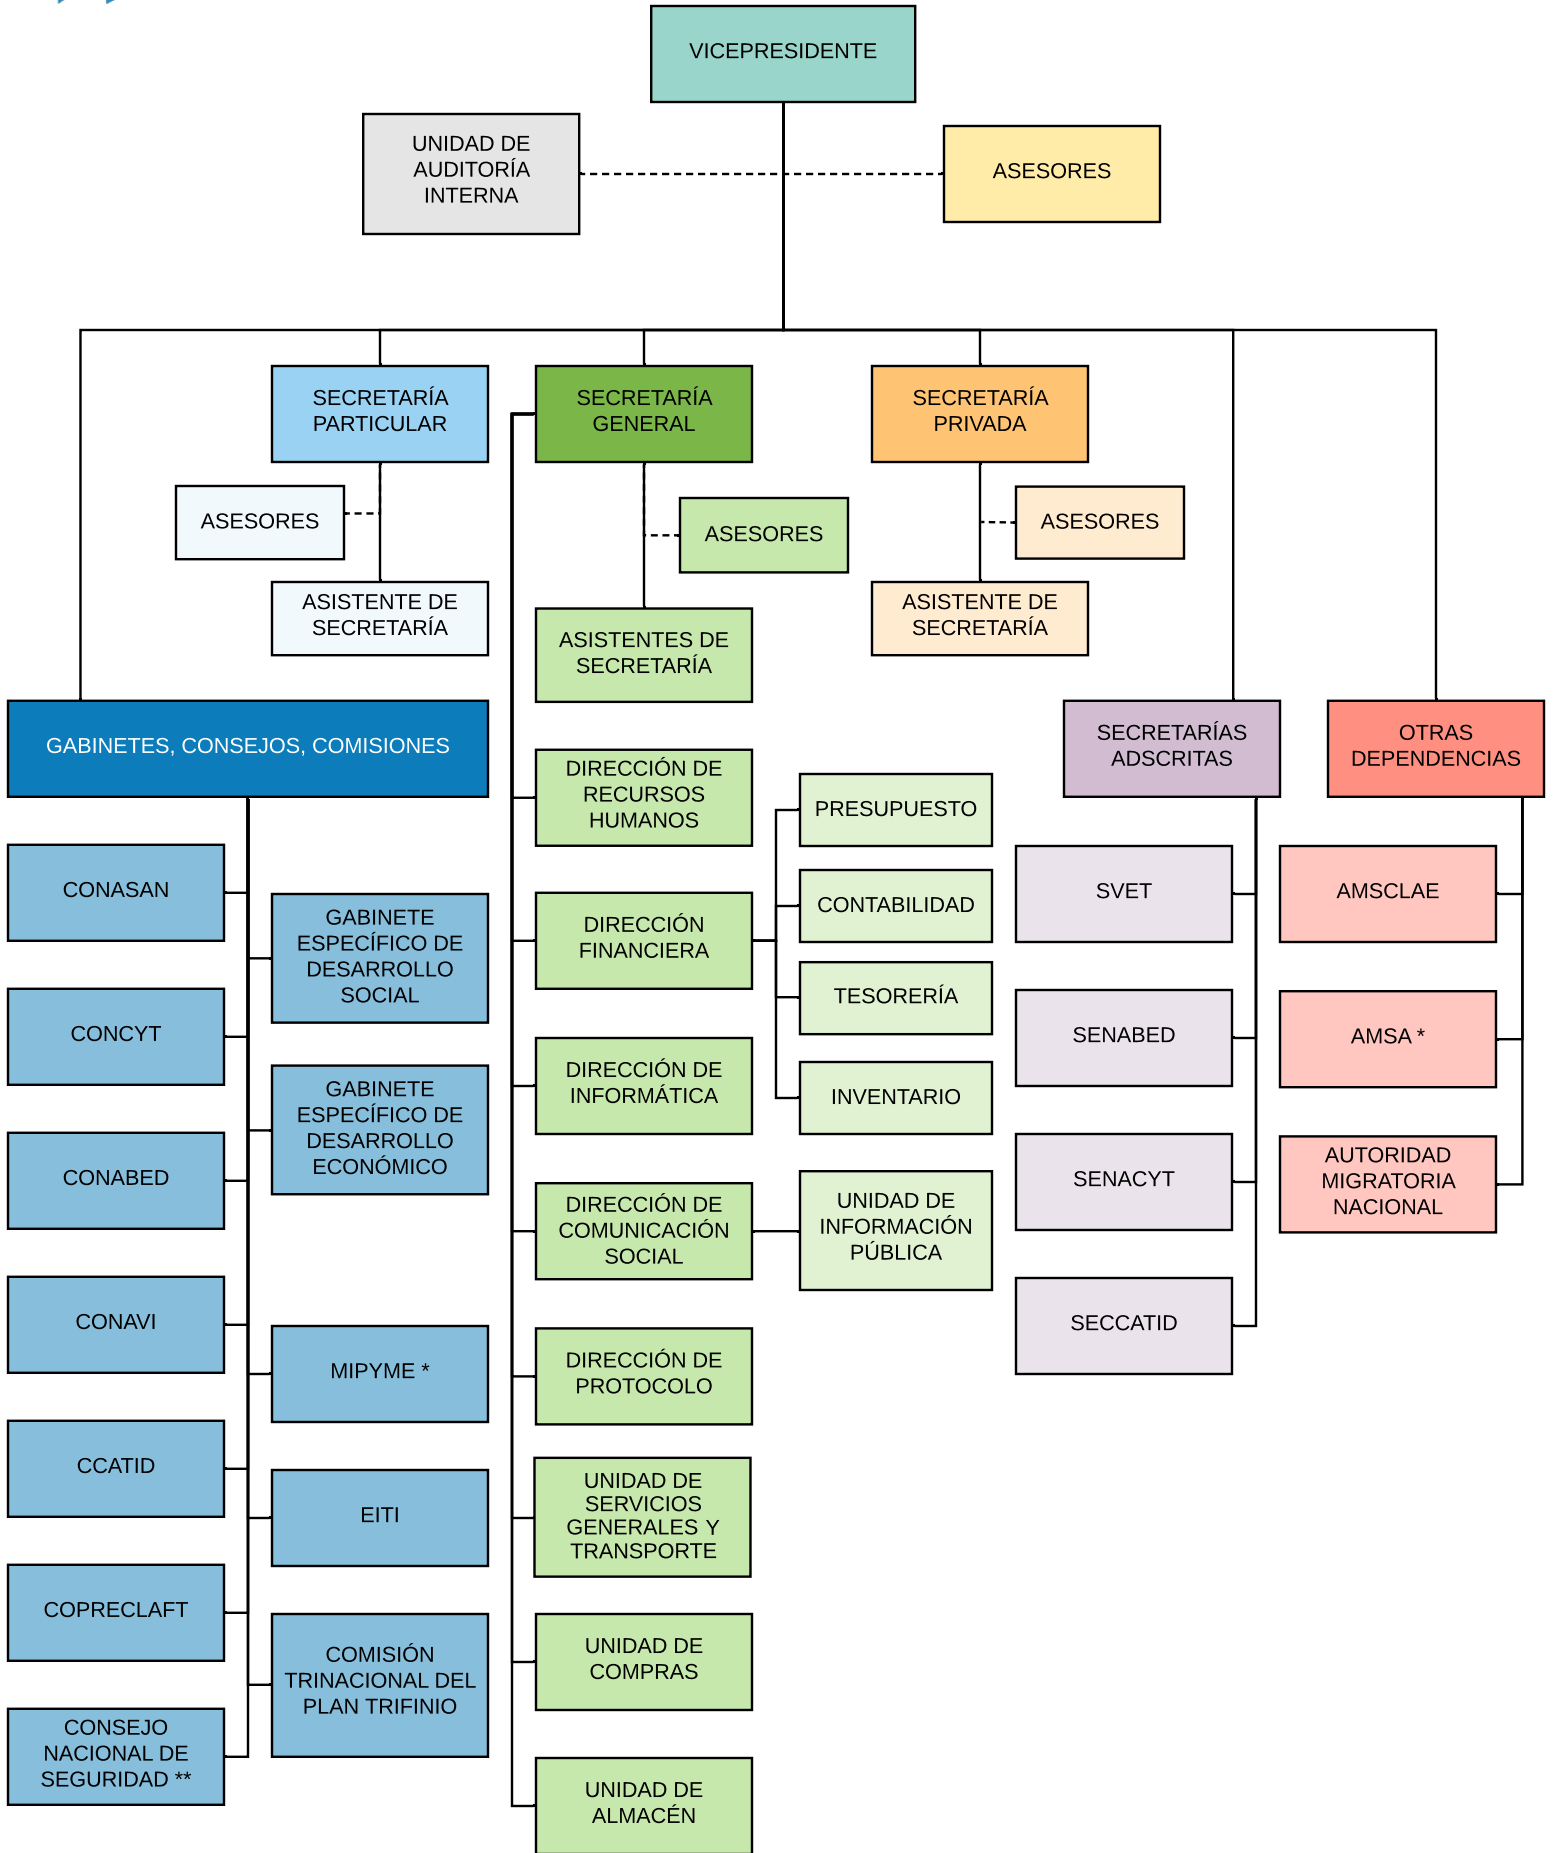 VICEPRESIDENTE
UNIDAD DE
AUDITORÍA
INTERNA
ASESORES
SECRETARÍA
PARTICULAR
ASESORES
ASISTENTE DE
SECRETARÍA
SECRETARÍA
GENERAL
ASESORES
ASISTENTES DE
SECRETARÍA
SECRETARÍA
PRIVADA
ASESORES
ASISTENTE DE
SECRETARÍA
GABINETES, CONSEJOS, COMISIONES
CONASAN
CONCYT
CONABED
CONAVI
CCATID
COPRECLAFT
CONSEJO
NACIONAL DE
SEGURIDAD **
GABINETE
ESPECÍFICO DE
DESARROLLO
SOCIAL
GABINETE
ESPECÍFICO DE
DESARROLLO
ECONÓMICO
MIPYME *
EITI
COMISIÓN
TRINACIONAL DEL
PLAN TRIFINIO
DIRECCIÓN DE
RECURSOS
HUMANOS
DIRECCIÓN
FINANCIERA
DIRECCIÓN DE
INFORMÁTICA
DIRECCIÓN DE
COMUNICACIÓN
SOCIAL
DIRECCIÓN DE
PROTOCOLO
UNIDAD DE
SERVICIOS
GENERALES Y
TRANSPORTE
UNIDAD DE
COMPRAS
UNIDAD DE
ALMACÉN
PRESUPUESTO
CONTABILIDAD
TESORERÍA
INVENTARIO
UNIDAD DE
INFORMACIÓN
PÚBLICA
SECRETARÍAS
ADSCRITAS
SVET
SENABED
SENACYT
SECCATID
OTRAS
DEPENDENCIAS
AMSCLAE
AMSA *
AUTORIDAD
MIGRATORIA
NACIONAL